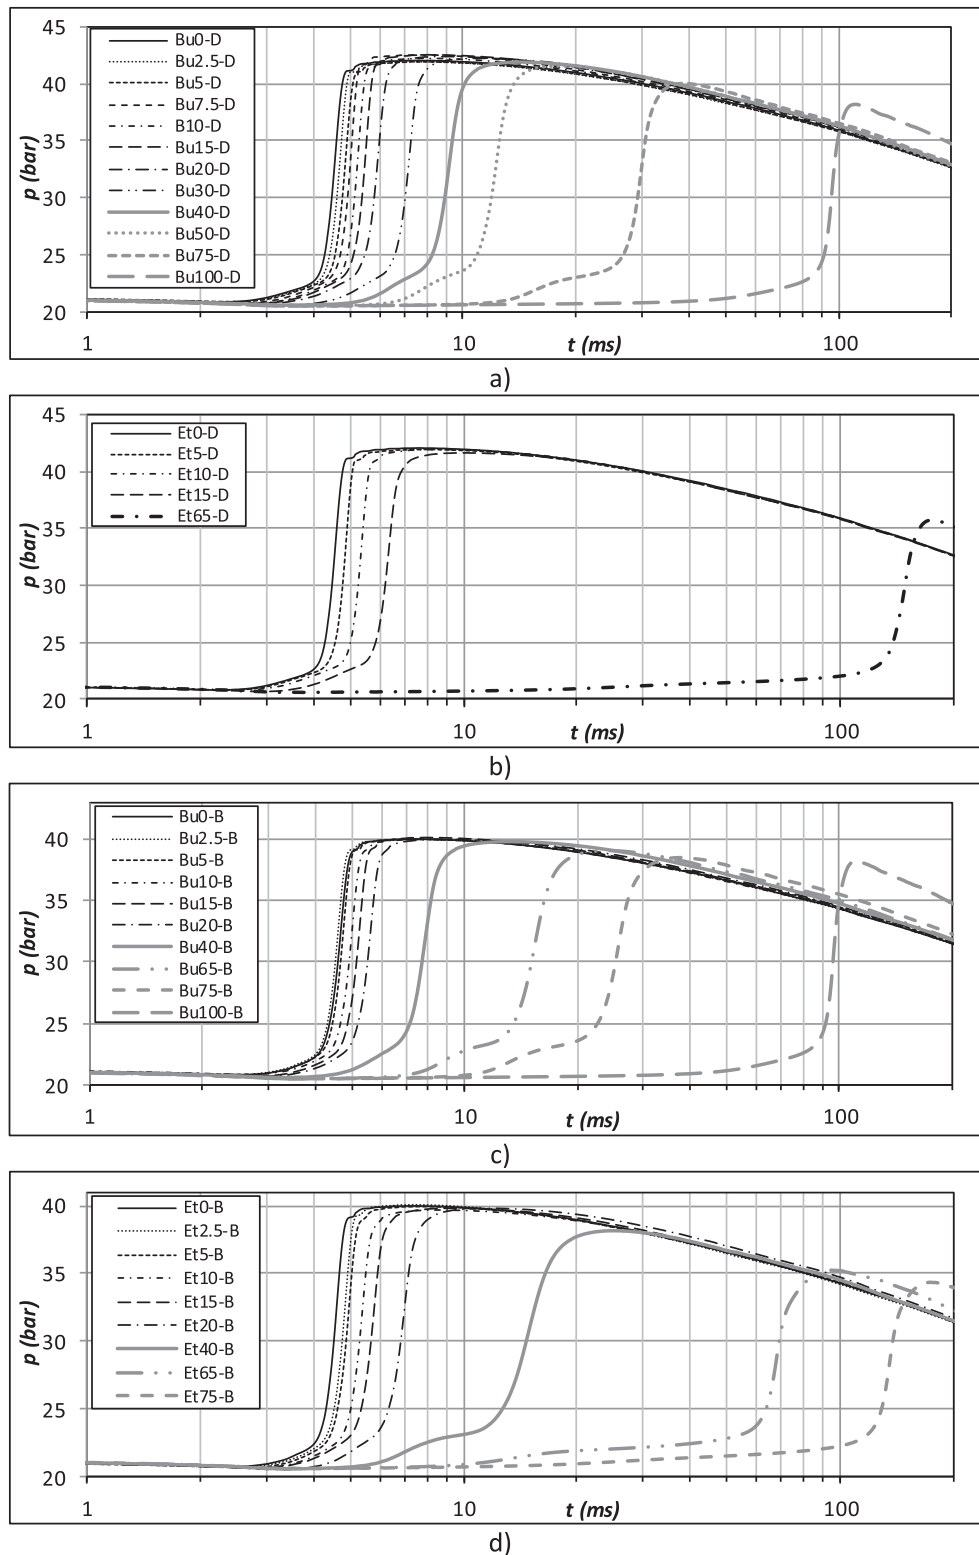 45
40
35
30
25
20
p (bar)
Bu0-D
Bu2.5-D
Bu5-D
Bu7.5-D
B10-D
Bu15-D
Bu20-D
Bu30-D
Bu40-D
Bu50-D
Bu75-D
Bu100-D
1
10
t (ms)
100
a)
45
40
35
30
25
20
p (bar)
Et0-D
Et5-D
Et10-D
Et15-D
Et65-D
1
10
t (ms)
100
b)
40
35
30
25
20
p (bar)
Bu0-B
Bu2.5-B
Bu5-B
Bu10-B
Bu15-B
Bu20-B
Bu40-B
Bu65-B
Bu75-B
Bu100-B
1
10
t (ms)
100
c)
40
35
30
25
20
p (bar)
Et0-B
Et2.5-B
Et5-B
Et10-B
Et15-B
Et20-B
Et40-B
Et65-B
Et75-B
1
10
t (ms)
100
d)